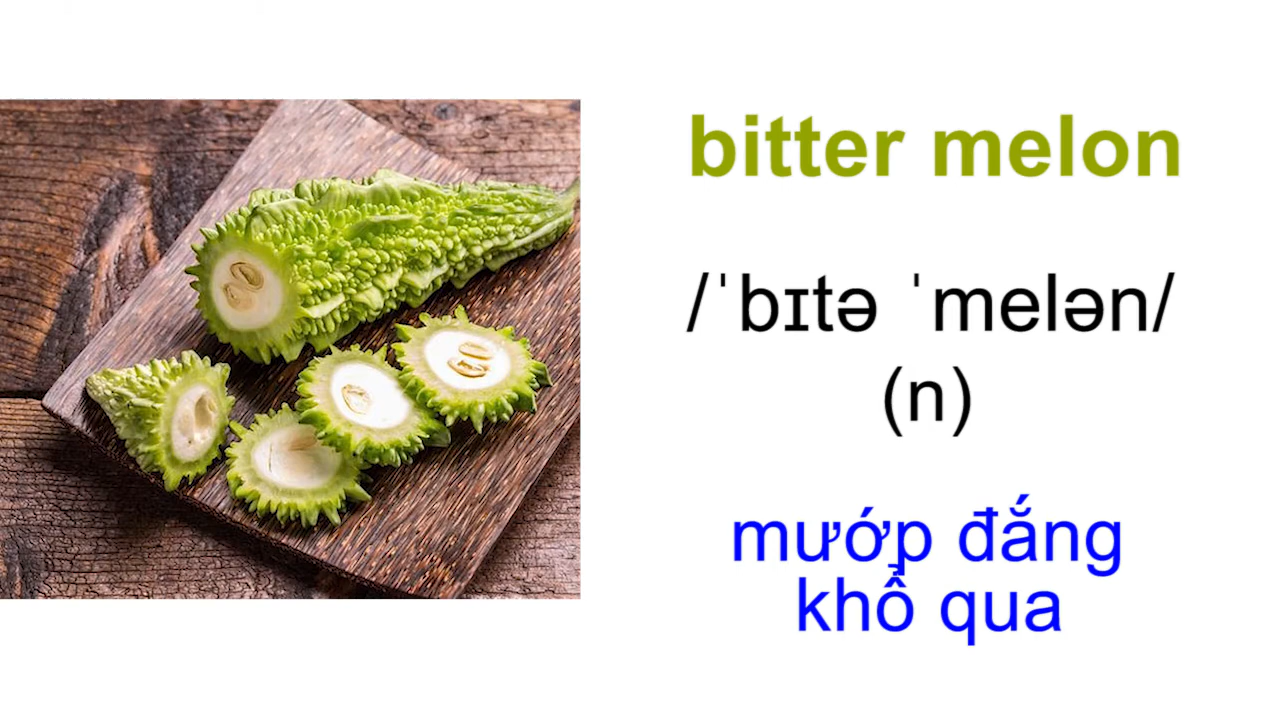 bitter melon
/ˈbɪtə ˈmelən/
(n)
mướp đắng
khổ qua